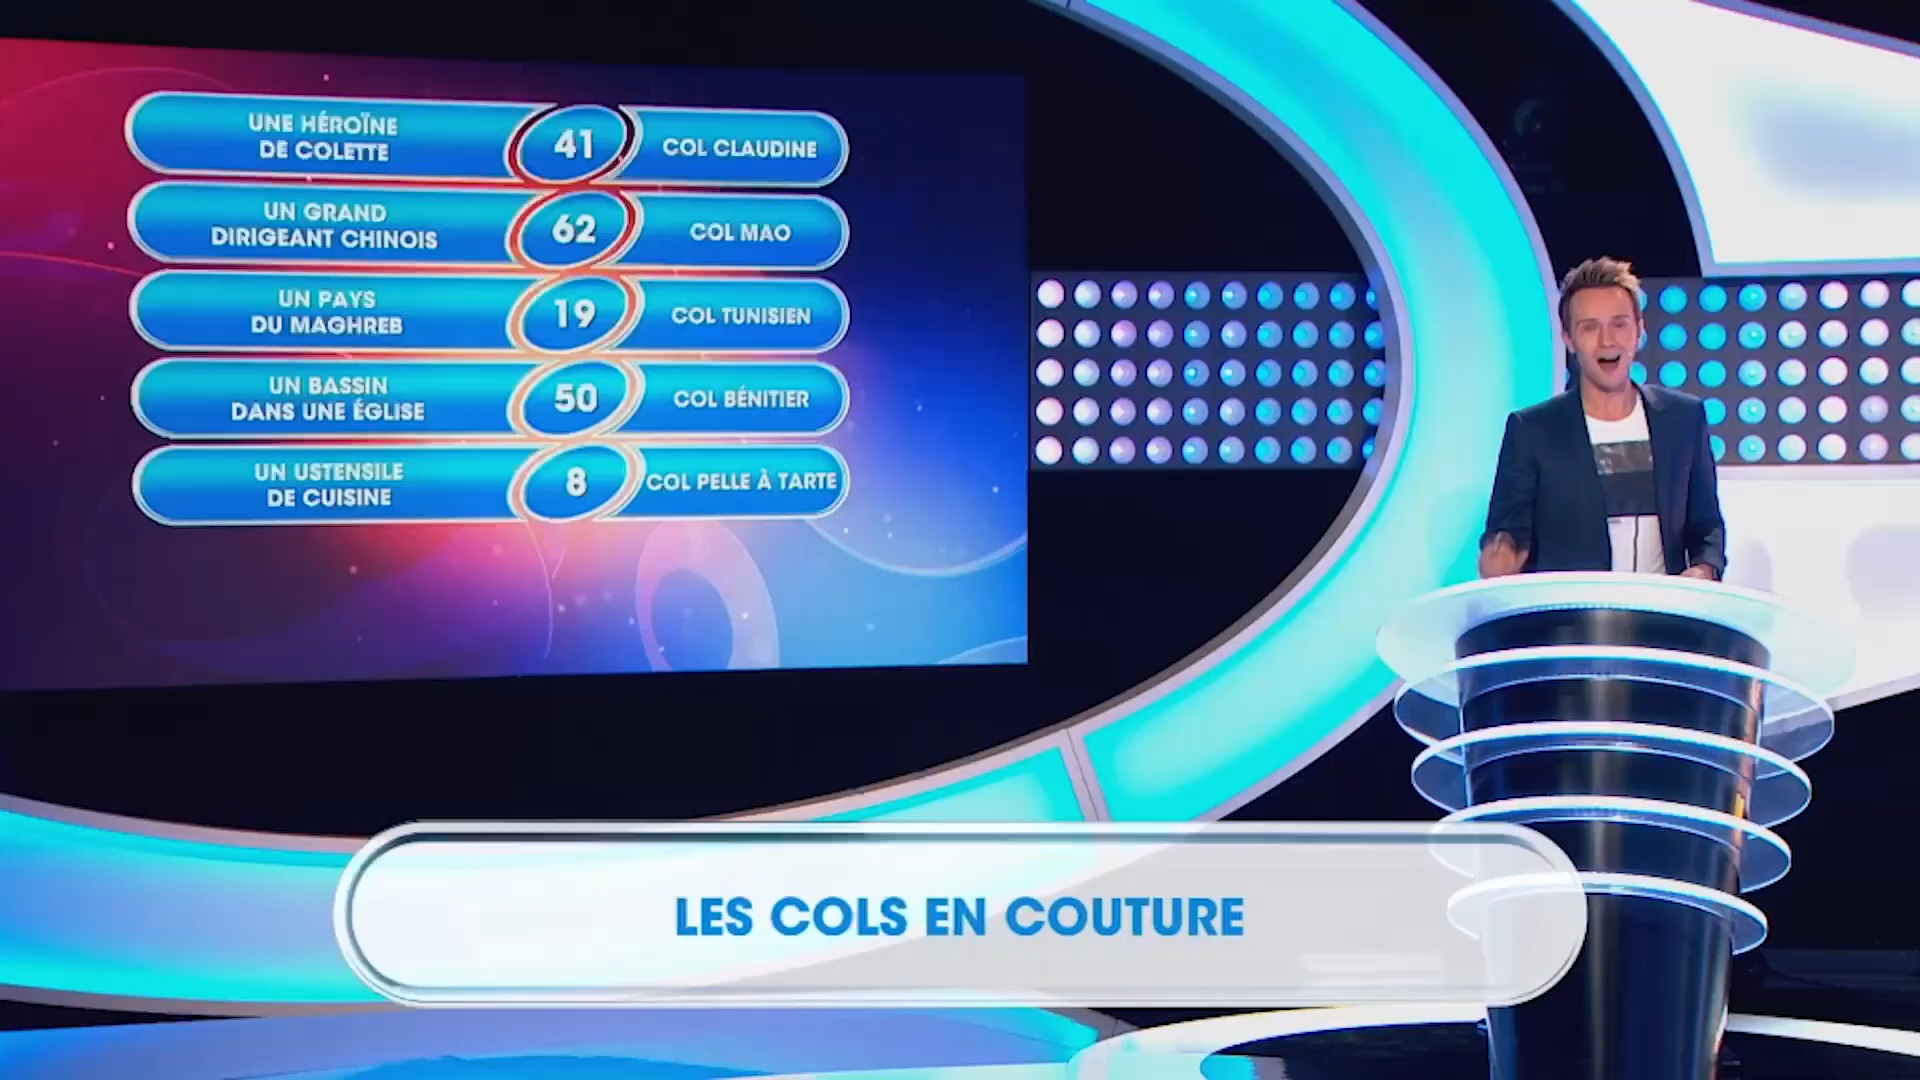 UNE HÉROÏNE
DE COLETTE
41
COL CLAUDINE
UN GRAND
DIRIGEANT CHINOIS
62
COL MAO
UN PAYS
DU MAGHREB
19
COL TUNISIEN
UN BASSIN
DANS UNE ÉGLISE
50
COL BÉNITIER
UN USTENSILE
DE CUISINE
8
COL PELLE À TARTE
LES COLS EN COUTURE